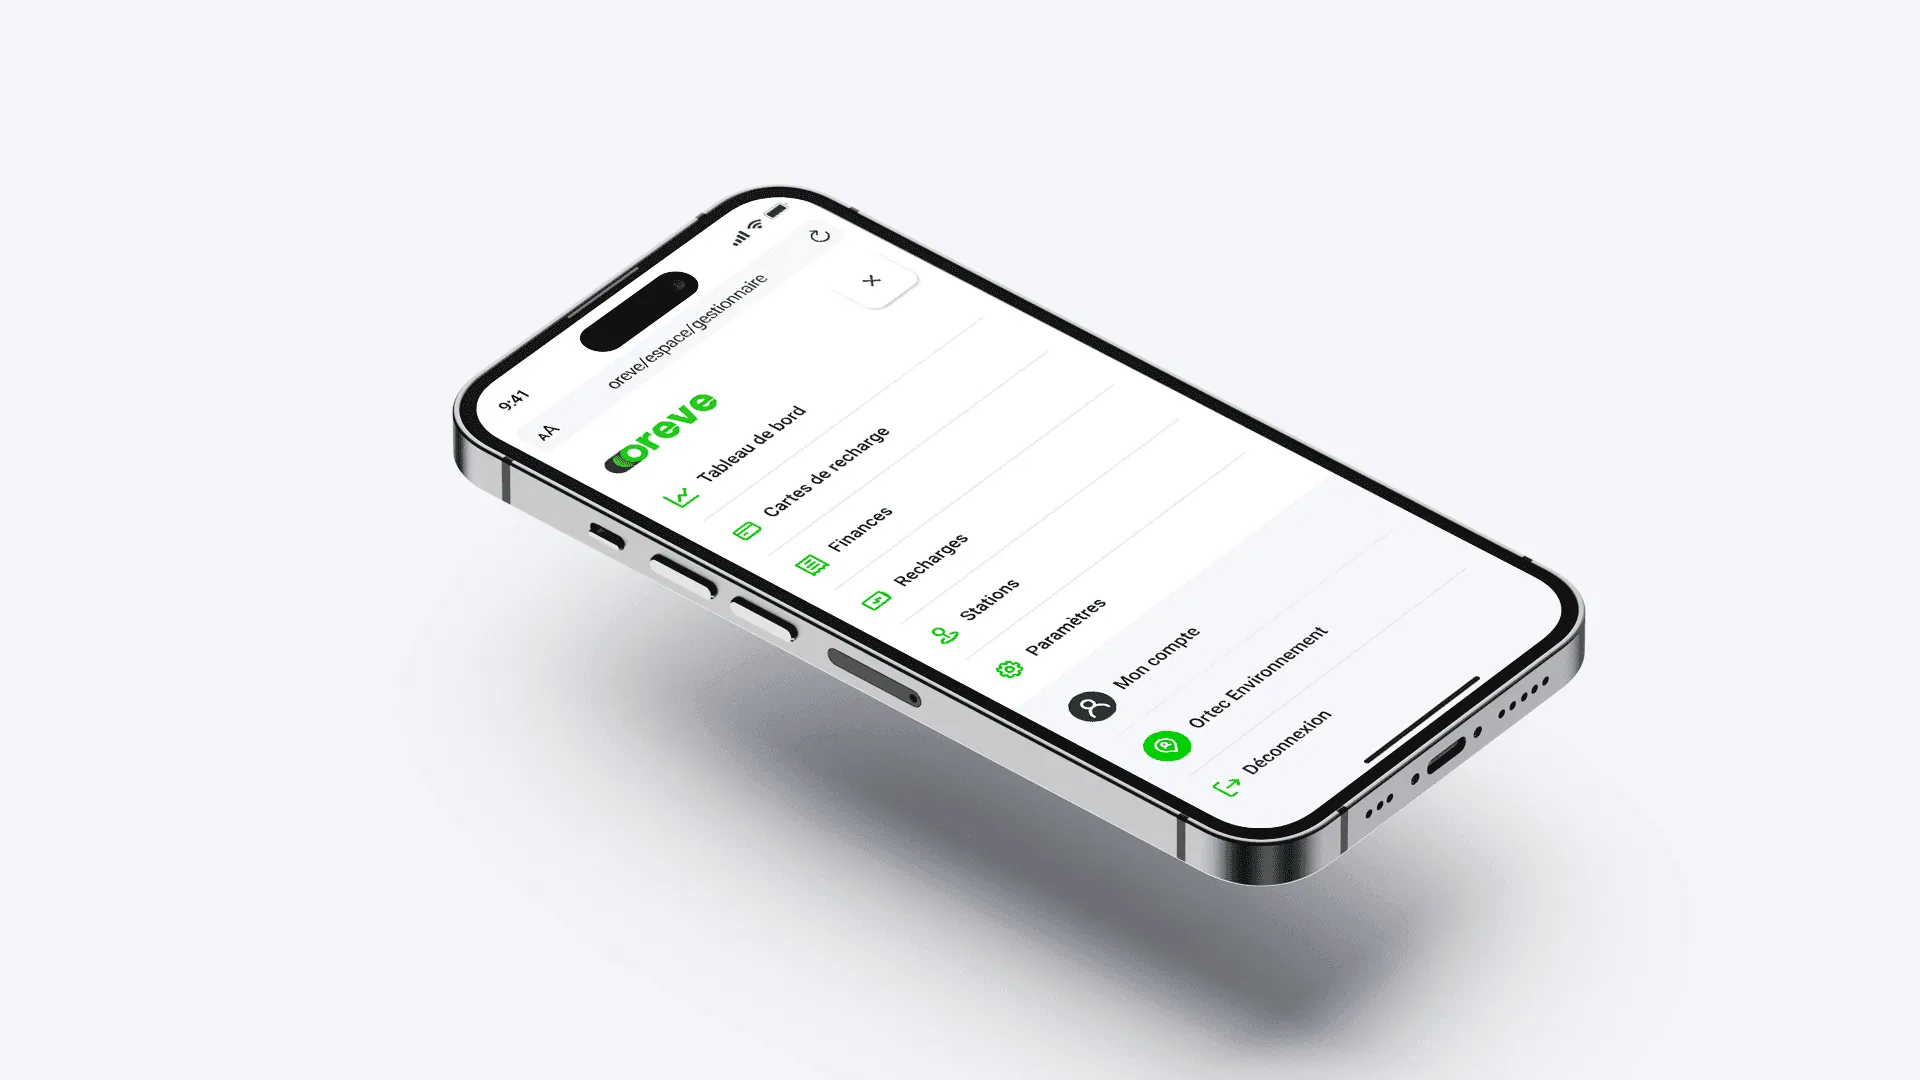 9:41
AA
oreve/espace/gestionnaire
oreve
Tableau de bord
Cartes de recharge
Finances
Recharges
Stations
Paramètres
Mon compte
Ortec Environnement
Déconnexion